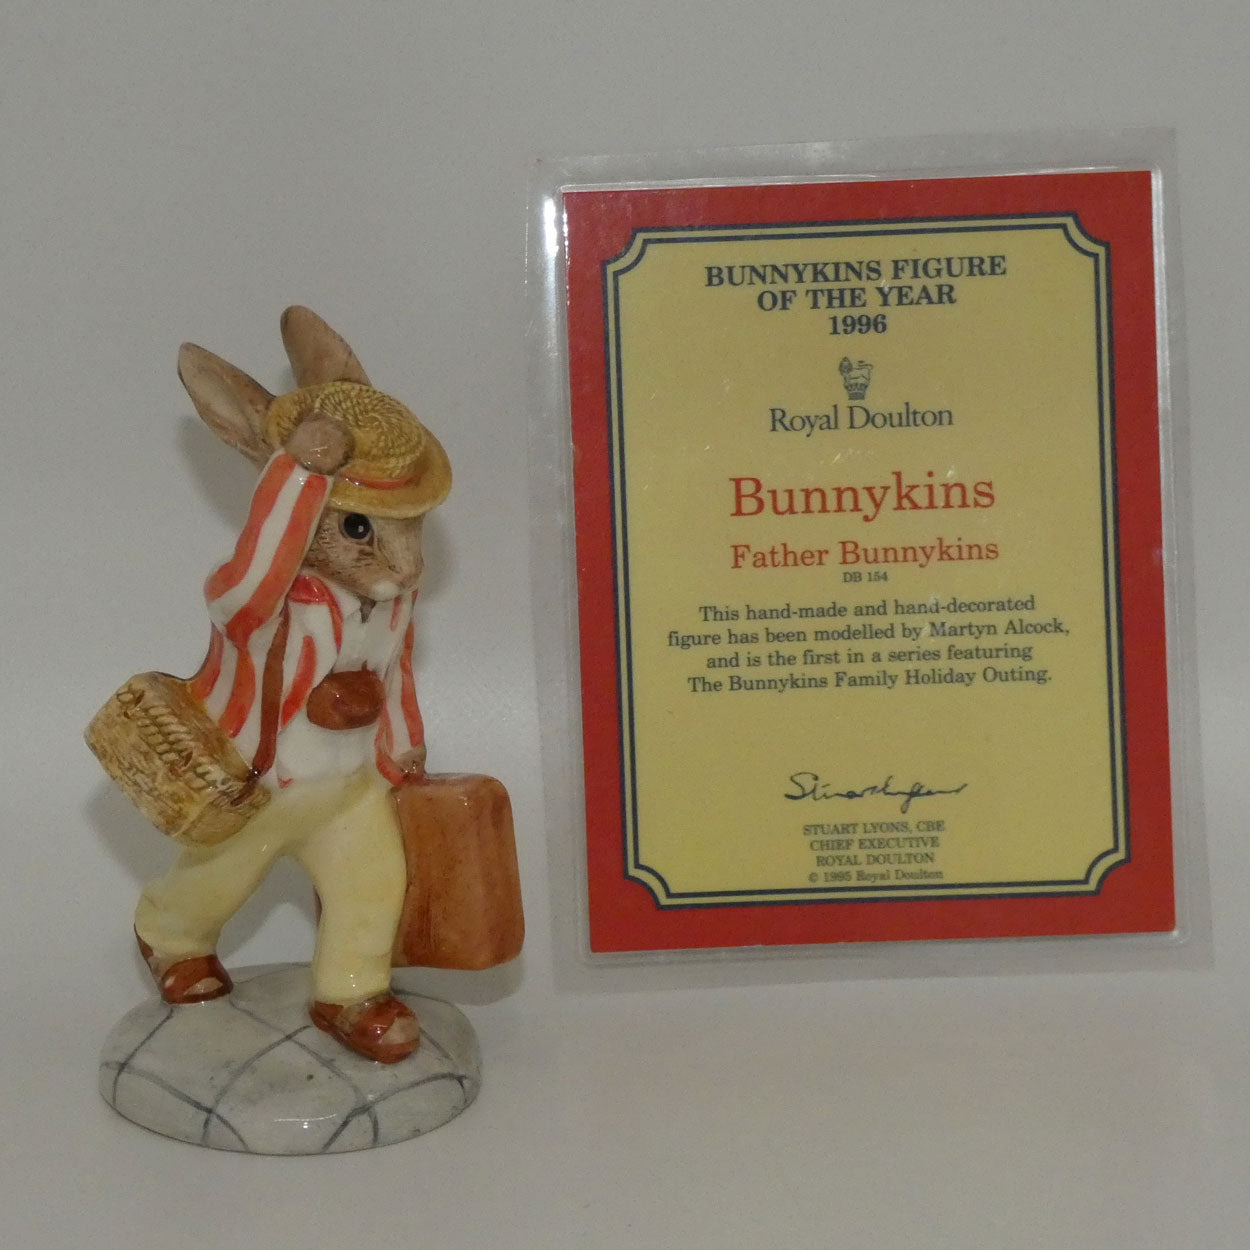 BUNNYKINS FIGURE
OF THE YEAR
1996
Royal Doulton
Bunnykins
Father Bunnykins
DB 154
This hand-made and hand-decorated
figure has been modelled by Martyn Alcock,
and is the first in a series featuring
The Bunnykins Family Holiday Outing.
STUART LYONS, CBE
CHIEF EXECUTIVE
ROYAL DOULTON
© 1995 Royal Doulton